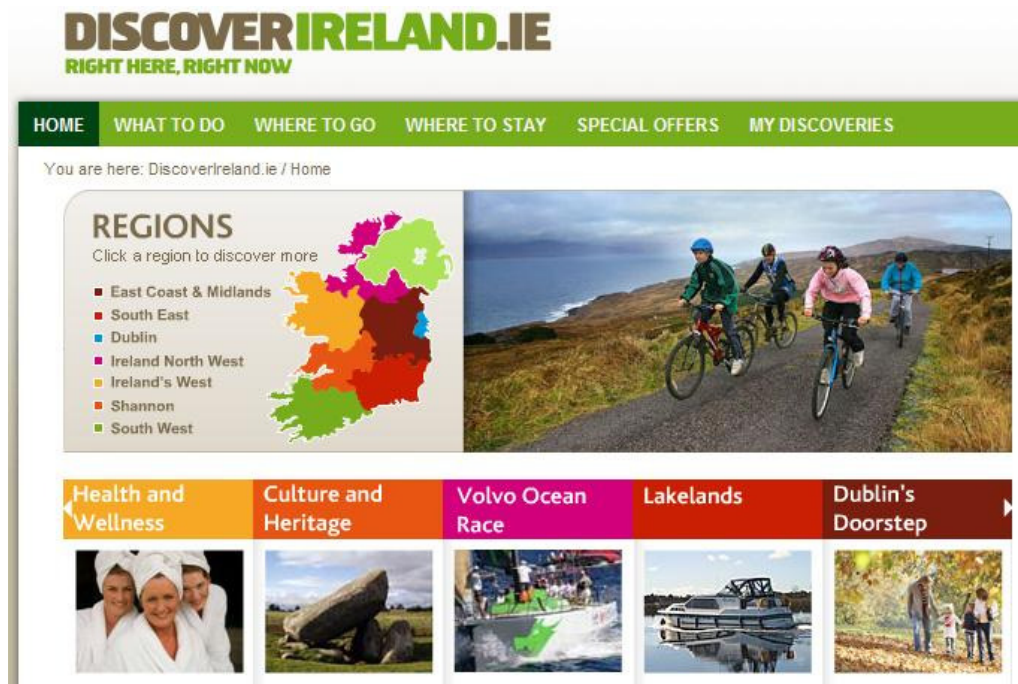 DISCOVERIRELAND.IE
RIGHT HERE, RIGHT NOW
HOME WHAT TO DO WHERE TO GO WHERE TO STAY SPECIAL OFFERS MY DISCOVERIES
You are here: DiscoverIreland.ie / Home
REGIONS
Click a region to discover more
East Coast & Midlands
South East
Dublin
Ireland North West
Ireland's West
Shannon
South West
Health and
Wellness
Culture and
Heritage
Volvo Ocean
Race
Lakelands
Dublin's
Doorstep